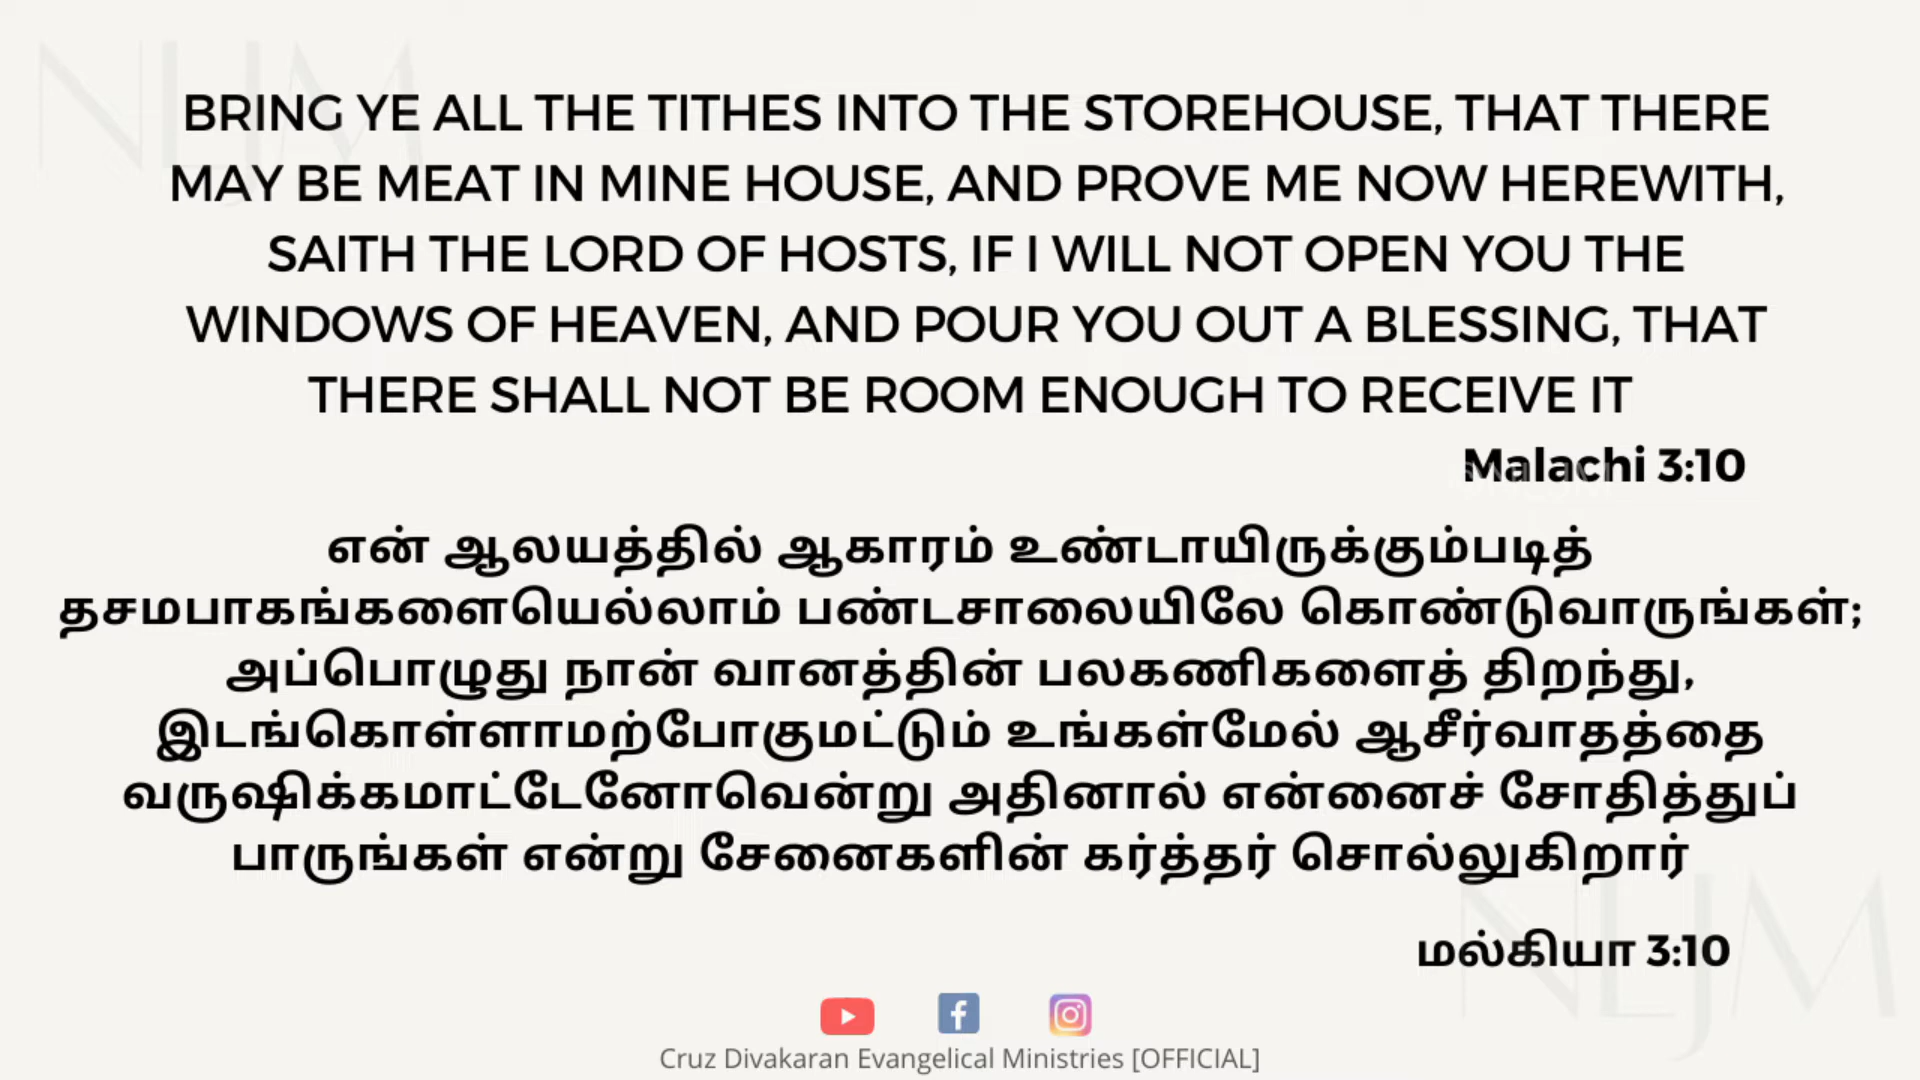 NLJM
BRING YE ALL THE TITHES INTO THE STOREHOUSE, THAT THERE
MAY BE MEAT IN MINE HOUSE, AND PROVE ME NOW HEREWITH,
SAITH THE LORD OF HOSTS, IF I WILL NOT OPEN YOU THE
WINDOWS OF HEAVEN, AND POUR YOU OUT A BLESSING, THAT
THERE SHALL NOT BE ROOM ENOUGH TO RECEIVE IT
Malachi 3:10
என் ஆலயத்தில் ஆகாரம் உண்டாயிருக்கும்படித்
தசமபாகங்களையெல்லாம் பண்டசாலையிலே கொண்டுவாருங்கள்;
அப்பொழுது நான் வானத்தின் பலகணிகளைத் திறந்து,
இடங்கொள்ளாமற்போகுமட்டும் உங்கள்மேல் ஆசீர்வாதத்தை
வருஷிக்கமாட்டேனோவென்று அதினால் என்னைச் சோதித்துப்
பாருங்கள் என்று சேனைகளின் கர்த்தர் சொல்லுகிறார்
மல்கியா 3:10
NLJM
Cruz Divakaran Evangelical Ministries [OFFICIAL]